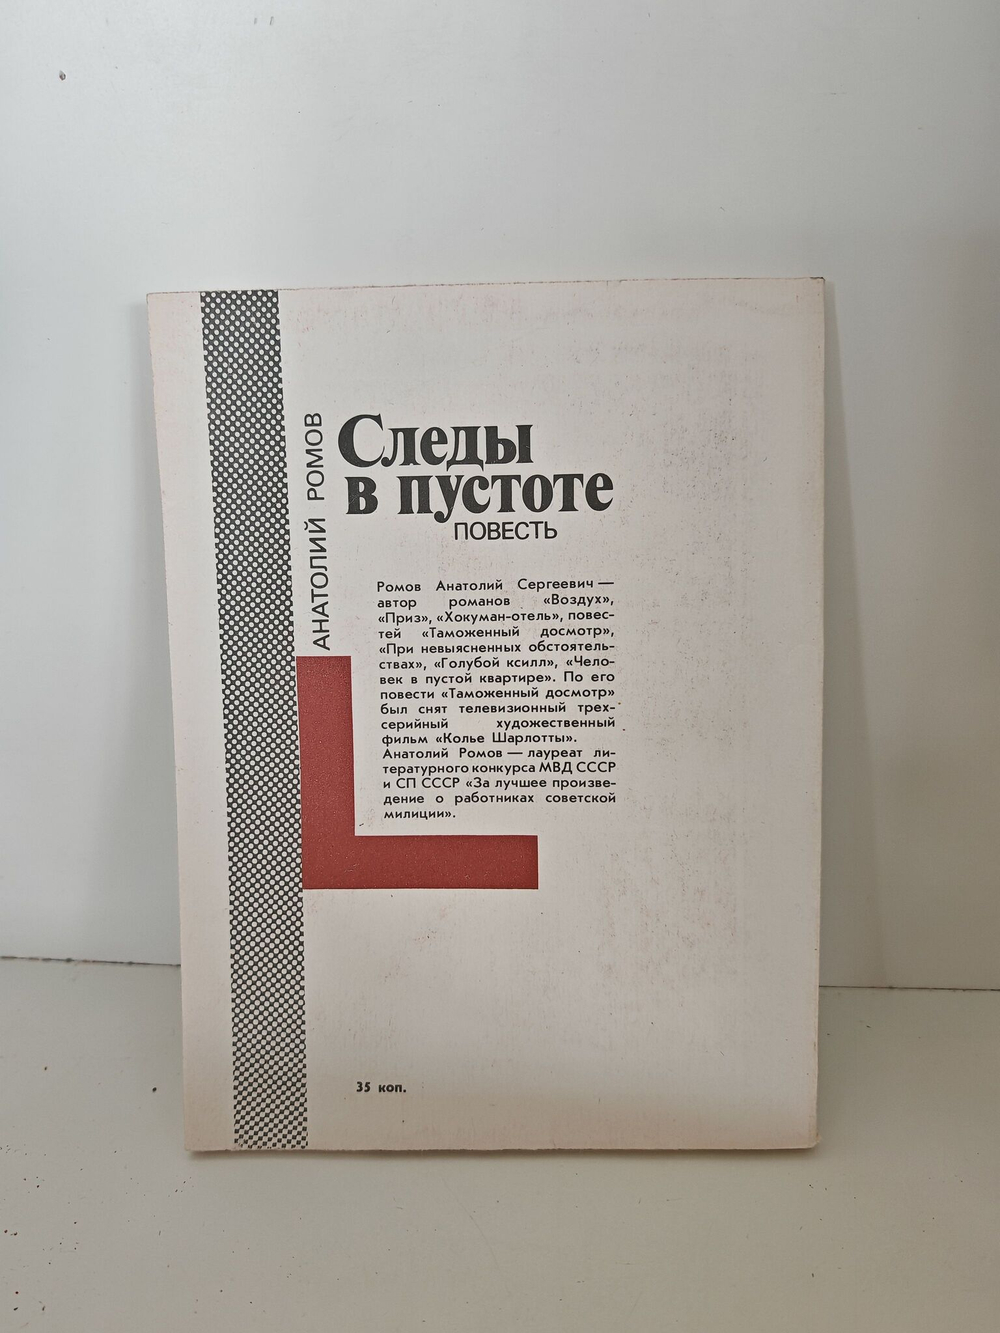 АНАТОЛИЙ РОМОВ
Следы
в пустоте
ПОВЕСТЬ
Ромов Анатолий Сергеевич —
автор романов «Воздух»,
«Приз», «Хокуман-отель», повес-
тей «Таможенный досмотр»,
«При невыясненных обстоятель-
ствах», «Голубой ксилл», «Чело-
век в пустой квартире». По его
повести «Таможенный досмотр»
был снят телевизионный трех-
серийный художественный
фильм «Колье Шарлотты».
Анатолий Ромов — лауреат ли-
тературного конкурса МВД СССР
и СП СССР «За лучшее произве-
дение о работниках советской
милиции».
35 коп.